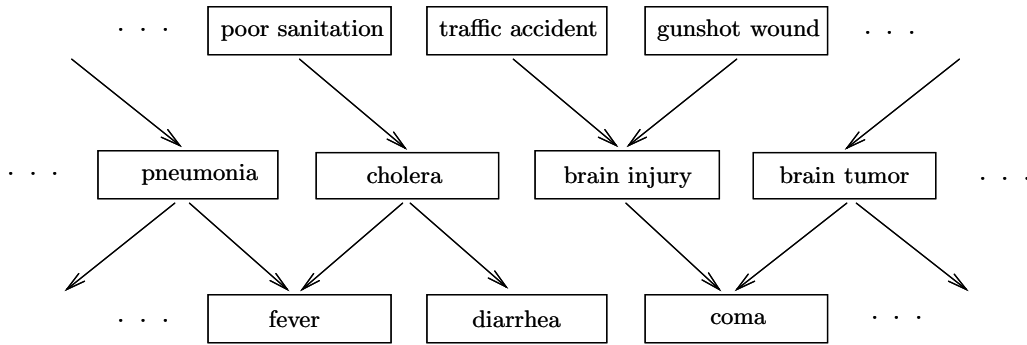 . . . poor sanitation traffic accident gunshot wound . . .
. . . pneumonia cholera brain injury brain tumor . . .
. . . fever diarrhea coma . . .